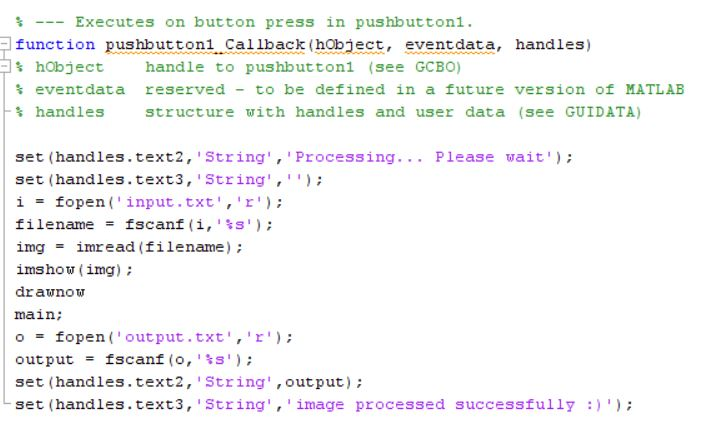 % --- Executes on button press in pushbutton1.
function pushbutton1_Callback(hObject, eventdata, handles)
% hObject    handle to pushbutton1 (see GCBO)
% eventdata  reserved - to be defined in a future version of MATLAB
% handles    structure with handles and user data (see GUIDATA)

set(handles.text2,'String','Processing... Please wait');
set(handles.text3,'String','');
i = fopen('input.txt','r');
filename = fscanf(i,'%s');
img = imread(filename);
imshow(img);
drawnow
main;
o = fopen('output.txt','r');
output = fscanf(o,'%s');
set(handles.text2,'String',output);
set(handles.text3,'String','image processed successfully :)');